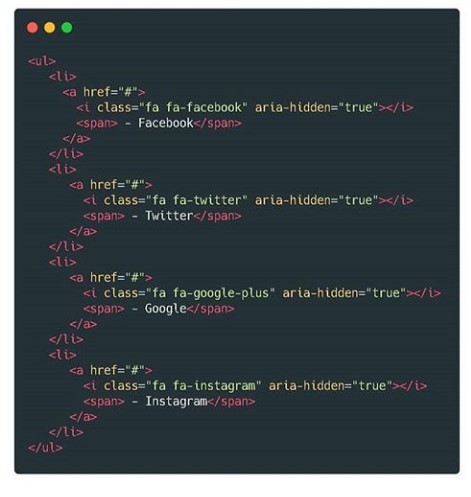 <ul>
<li>
<a href="#">
<i class="fa fa-facebook" aria-hidden="true"></i>
<span> - Facebook</span>
</a>
</li>
<li>
<a href="#">
<i class="fa fa-twitter" aria-hidden="true"></i>
<span> - Twitter</span>
</a>
</li>
<li>
<a href="#">
<i class="fa fa-google-plus" aria-hidden="true"></i>
<span> - Google</span>
</a>
</li>
<li>
<a href="#">
<i class="fa fa-instagram" aria-hidden="true"></i>
<span> - Instagram</span>
</a>
</li>
</ul>